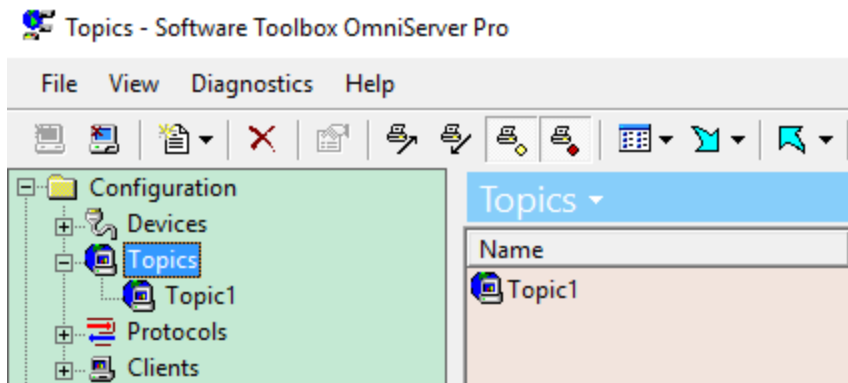 Topics - Software Toolbox OmniServer Pro
File View Diagnostics Help
Configuration
Devices
Topics
Topic1
Protocols
Clients
Topics
Name
Topic1